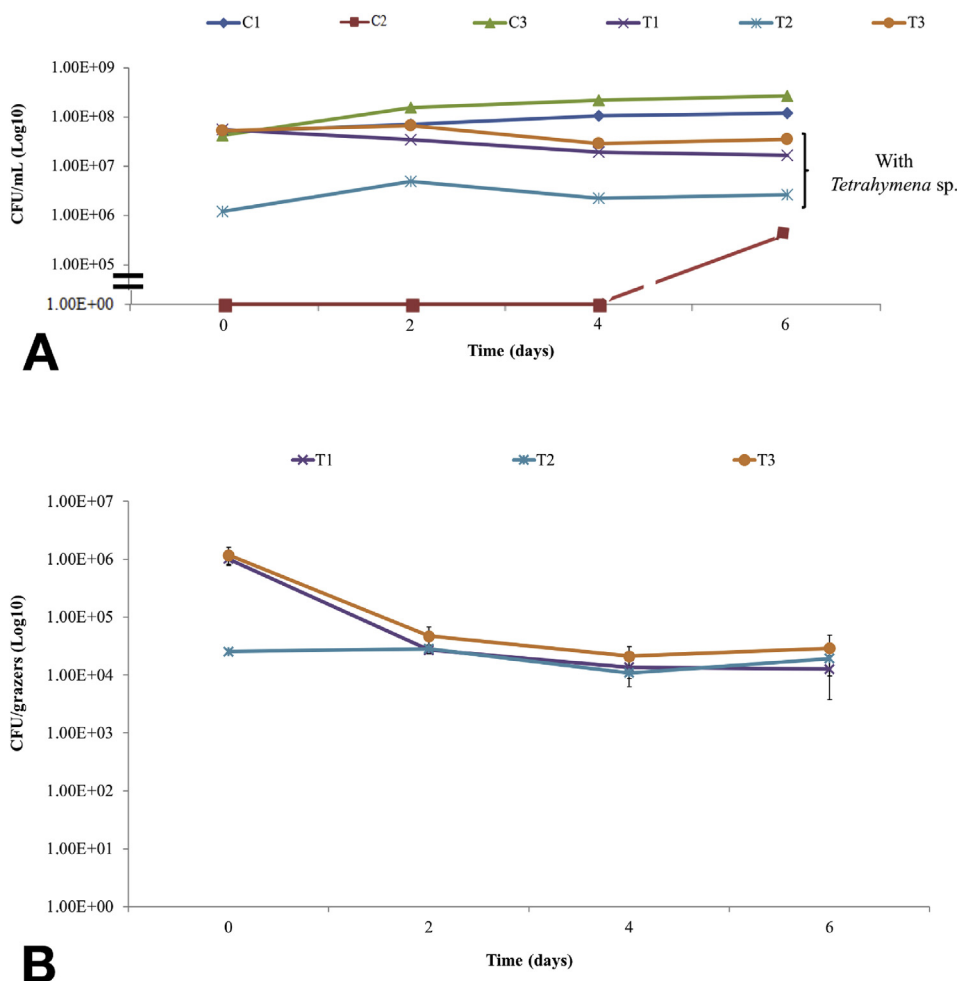 C1 C2 C3 T1 T2 T3
1.00E+09
1.00E+08
1.00E+07
1.00E+06
1.00E+05
1.00E+00
CFU/mL (Log10)
With
Tetrahymena sp.
0 2 4 6
Time (days)
A
T1 T2 T3
1.00E+07
1.00E+06
1.00E+05
1.00E+04
1.00E+03
1.00E+02
1.00E+01
1.00E+00
CFU/grazers (Log10)
0 2 4 6
Time (days)
B